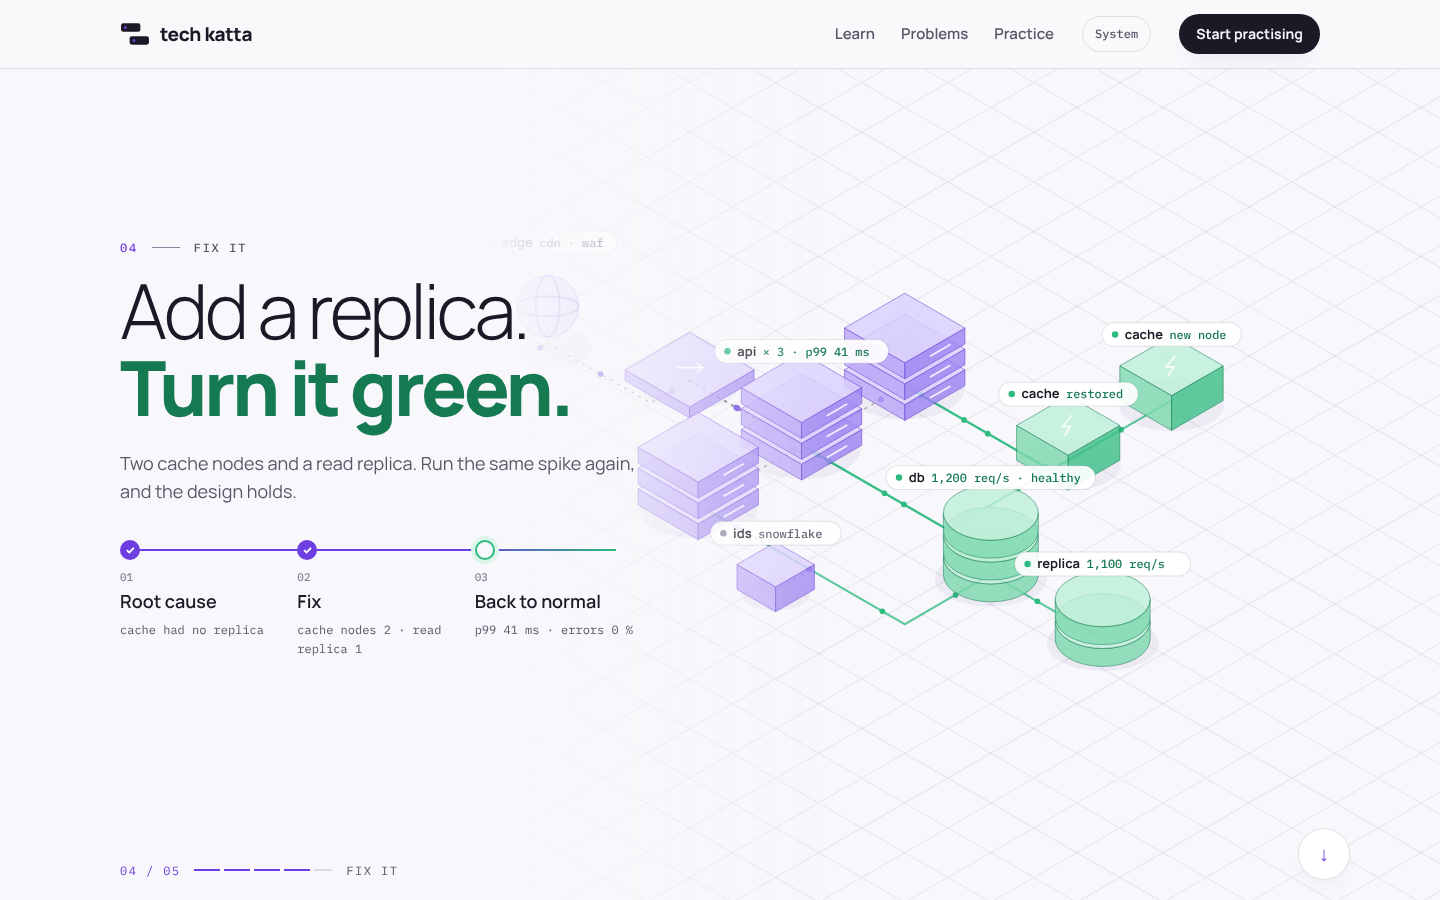 tech katta
Learn
Problems
Practice
System
Start practising
04 FIX IT
Add a replica.
Turn it green.
Two cache nodes and a read replica. Run the same spike again,
and the design holds.
01
Root cause
cache had no replica
02
Fix
cache nodes 2 · read
replica 1
03
Back to normal
p99 41 ms · errors 0 %
edge cdn · waf
api × 3 · p99 41 ms
cache new node
cache restored
db 1,200 req/s · healthy
ids snowflake
replica 1,100 req/s
04 / 05 FIX IT